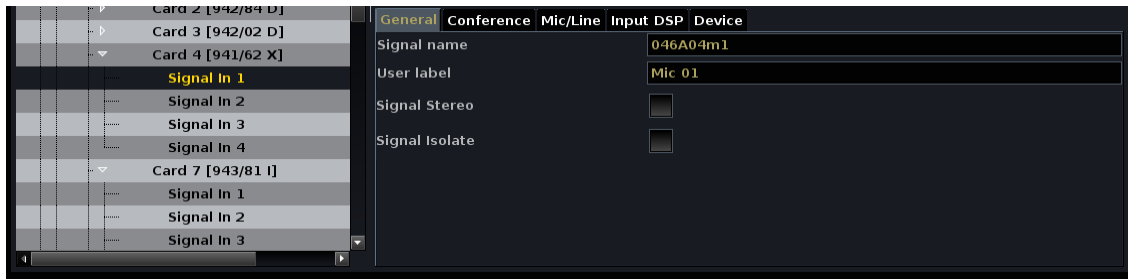 Card 2 [942/84 D]
Card 3 [942/02 D]
Card 4 [941/62 X]
Signal In 1
Signal In 2
Signal In 3
Signal In 4
Card 7 [943/81 I]
Signal In 1
Signal In 2
Signal In 3
General Conference Mic/Line Input DSP Device
Signal name 046A04m1
User label Mic 01
Signal Stereo
Signal Isolate